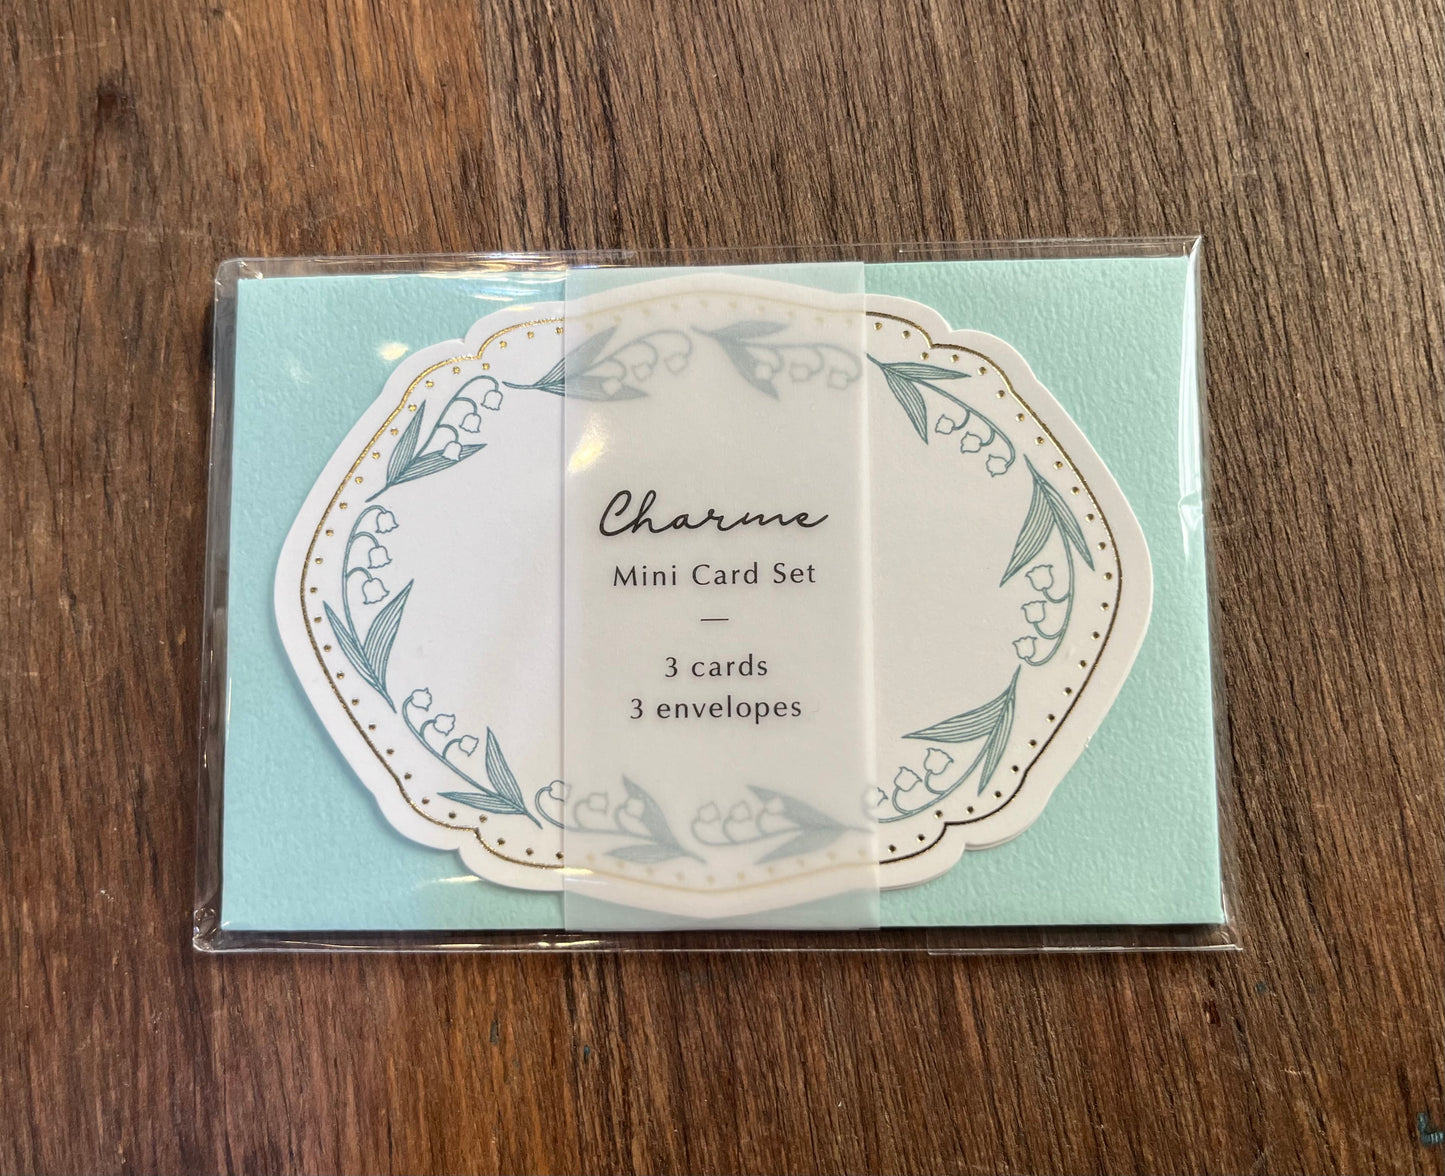 Charme
Mini Card Set
—
3 cards
3 envelopes